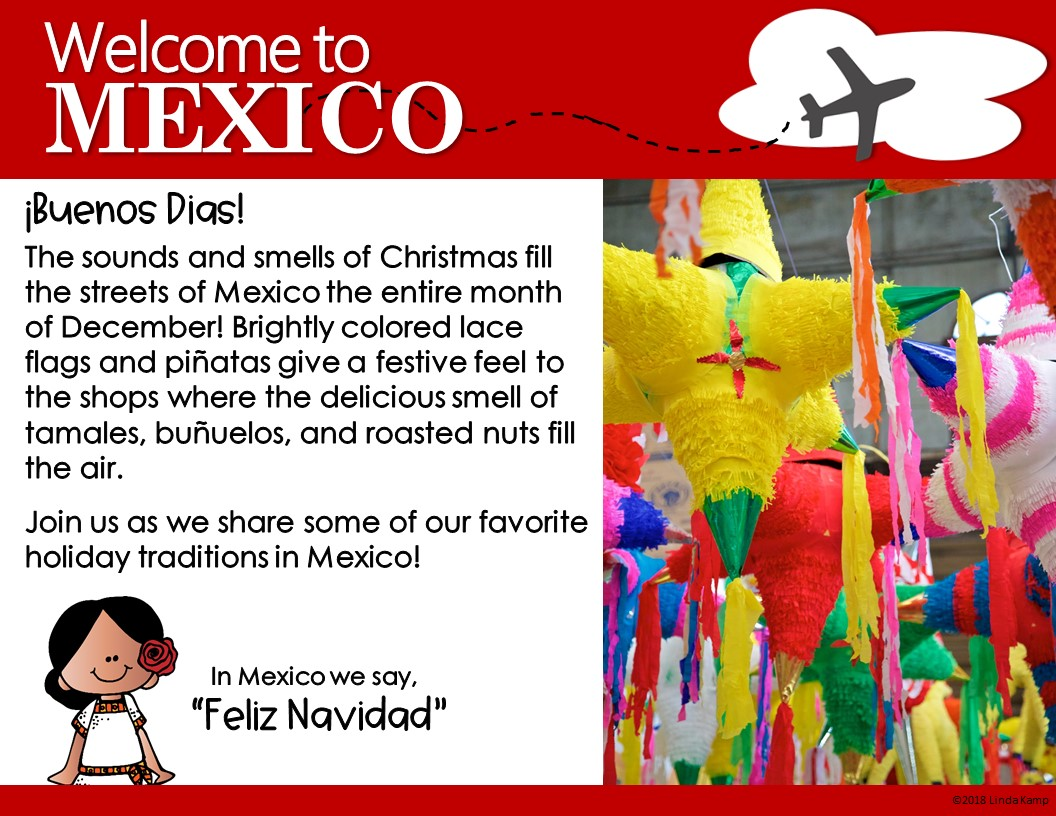 Welcome to
MEXICO
¡Buenos Dias!
The sounds and smells of Christmas fill
the streets of Mexico the entire month
of December! Brightly colored lace
flags and piñatas give a festive feel to
the shops where the delicious smell of
tamales, buñuelos, and roasted nuts fill
the air.
Join us as we share some of our favorite
holiday traditions in Mexico!
In Mexico we say,
“Feliz Navidad”
©2018 Linda Kamp